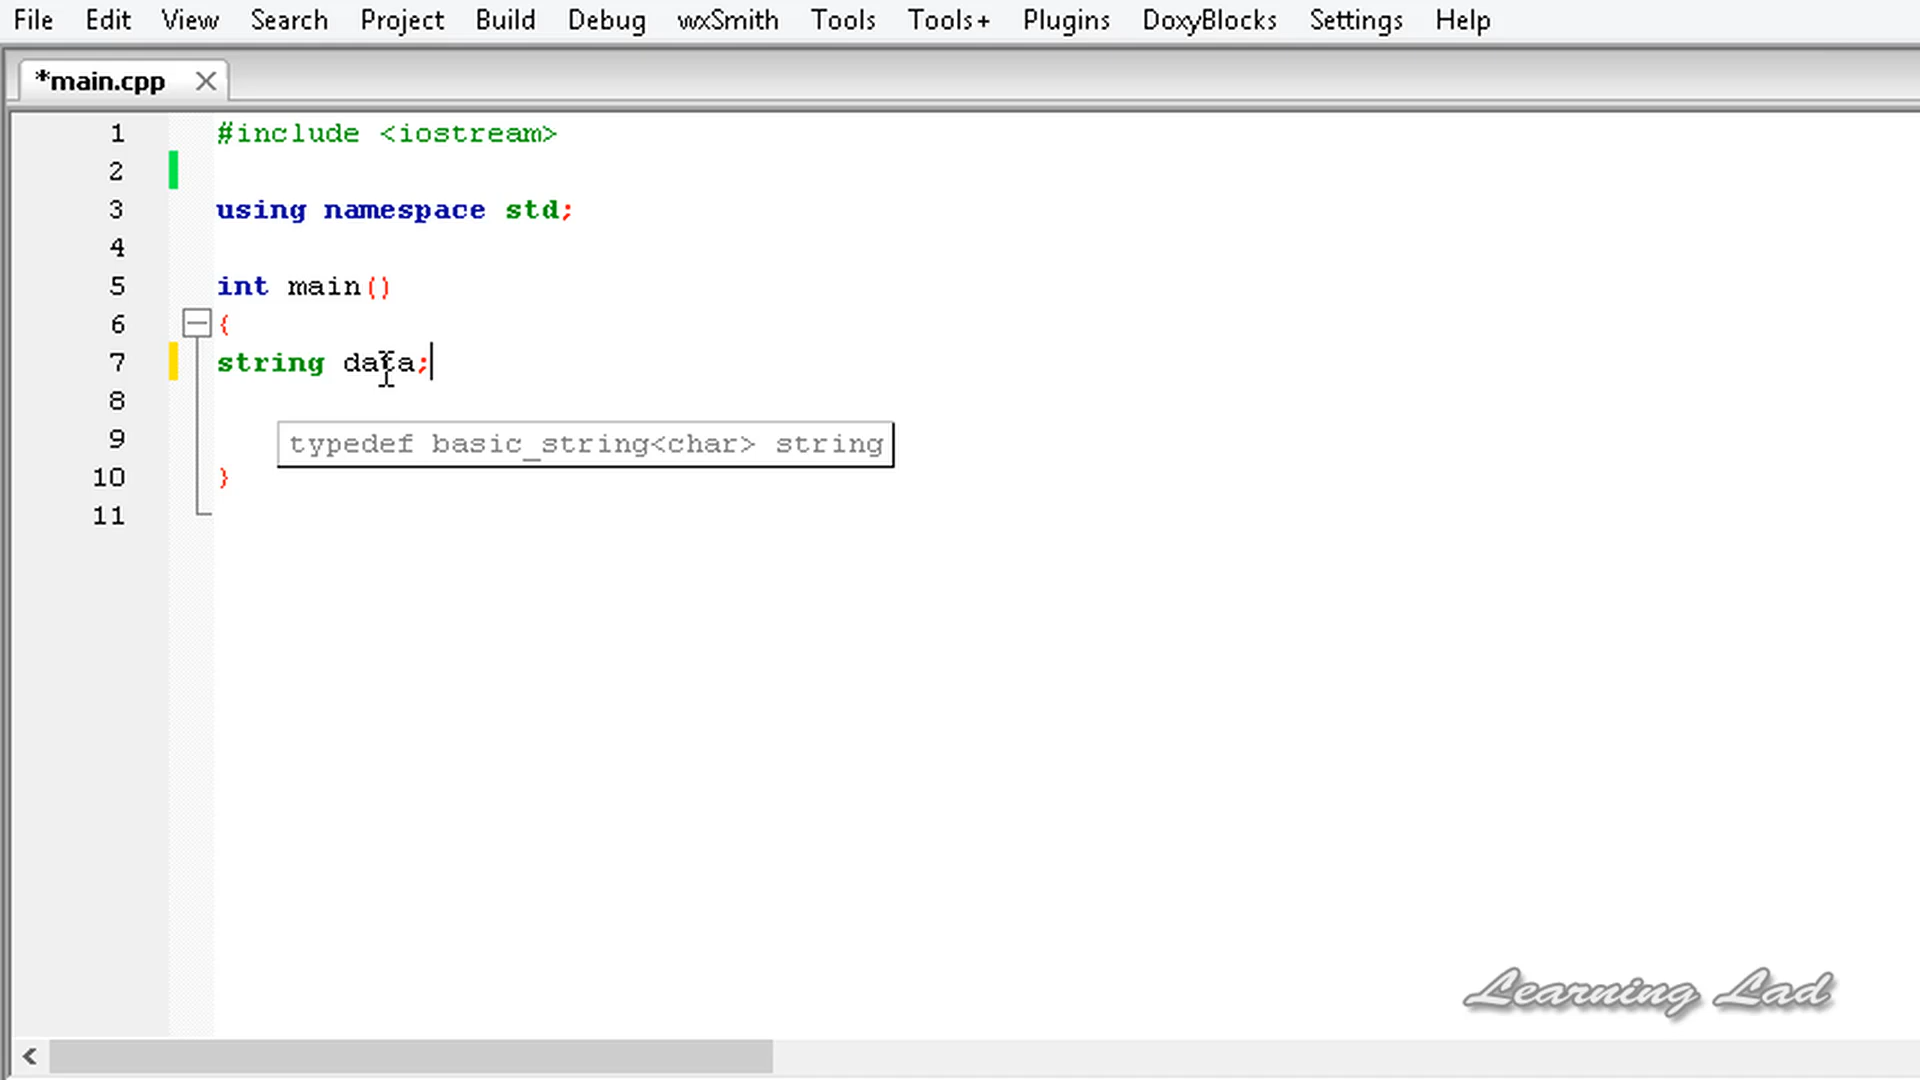 File Edit View Search Project Build Debug wxSmith Tools Tools+ Plugins DoxyBlocks Settings Help
*main.cpp
1 #include <iostream>
2
3 using namespace std;
4
5 int main()
6 {
7 string data;
8
9 typedef basic_string<char> string
10 }
11
Learning Lad